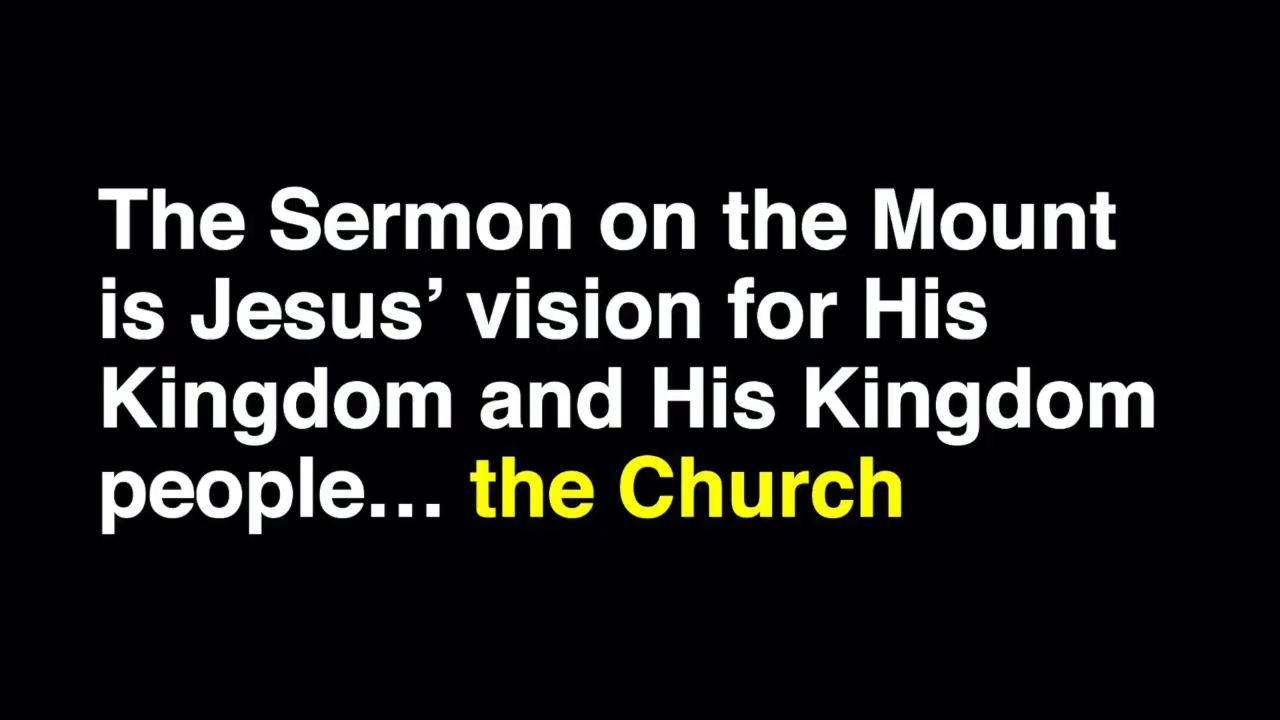 The Sermon on the Mount
is Jesus’ vision for His
Kingdom and His Kingdom
people… the Church